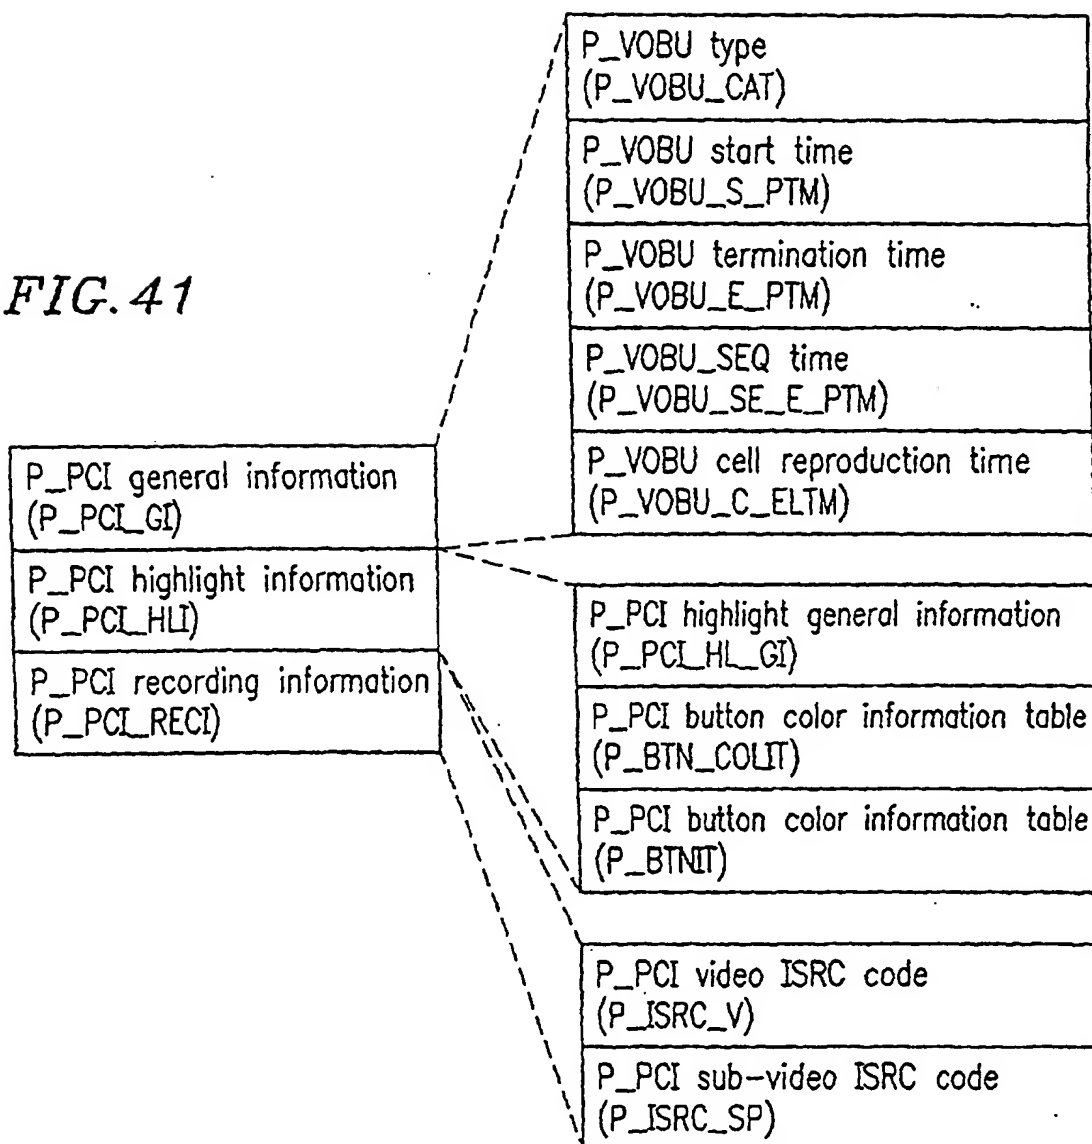 FIG. 41
P_PCI general information
(P_PCI_GI)
P_PCI highlight information
(P_PCI_HLI)
P_PCI recording information
(P_PCI_RECI)
P_VOBU type
(P_VOBU_CAT)
P_VOBU start time
(P_VOBU_S_PTM)
P_VOBU termination time
(P_VOBU_E_PTM)
P_VOBU_SEQ time
(P_VOBU_SE_E_PTM)
P_VOBU cell reproduction time
(P_VOBU_C_ELTM)
P_PCI highlight general information
(P_PCI_HL_GI)
P_PCI button color information table
(P_BTN_COLIT)
P_PCI button color information table
(P_BTNIT)
P_PCI video ISRC code
(P_ISRC_V)
P_PCI sub-video ISRC code
(P_ISRC_SP)